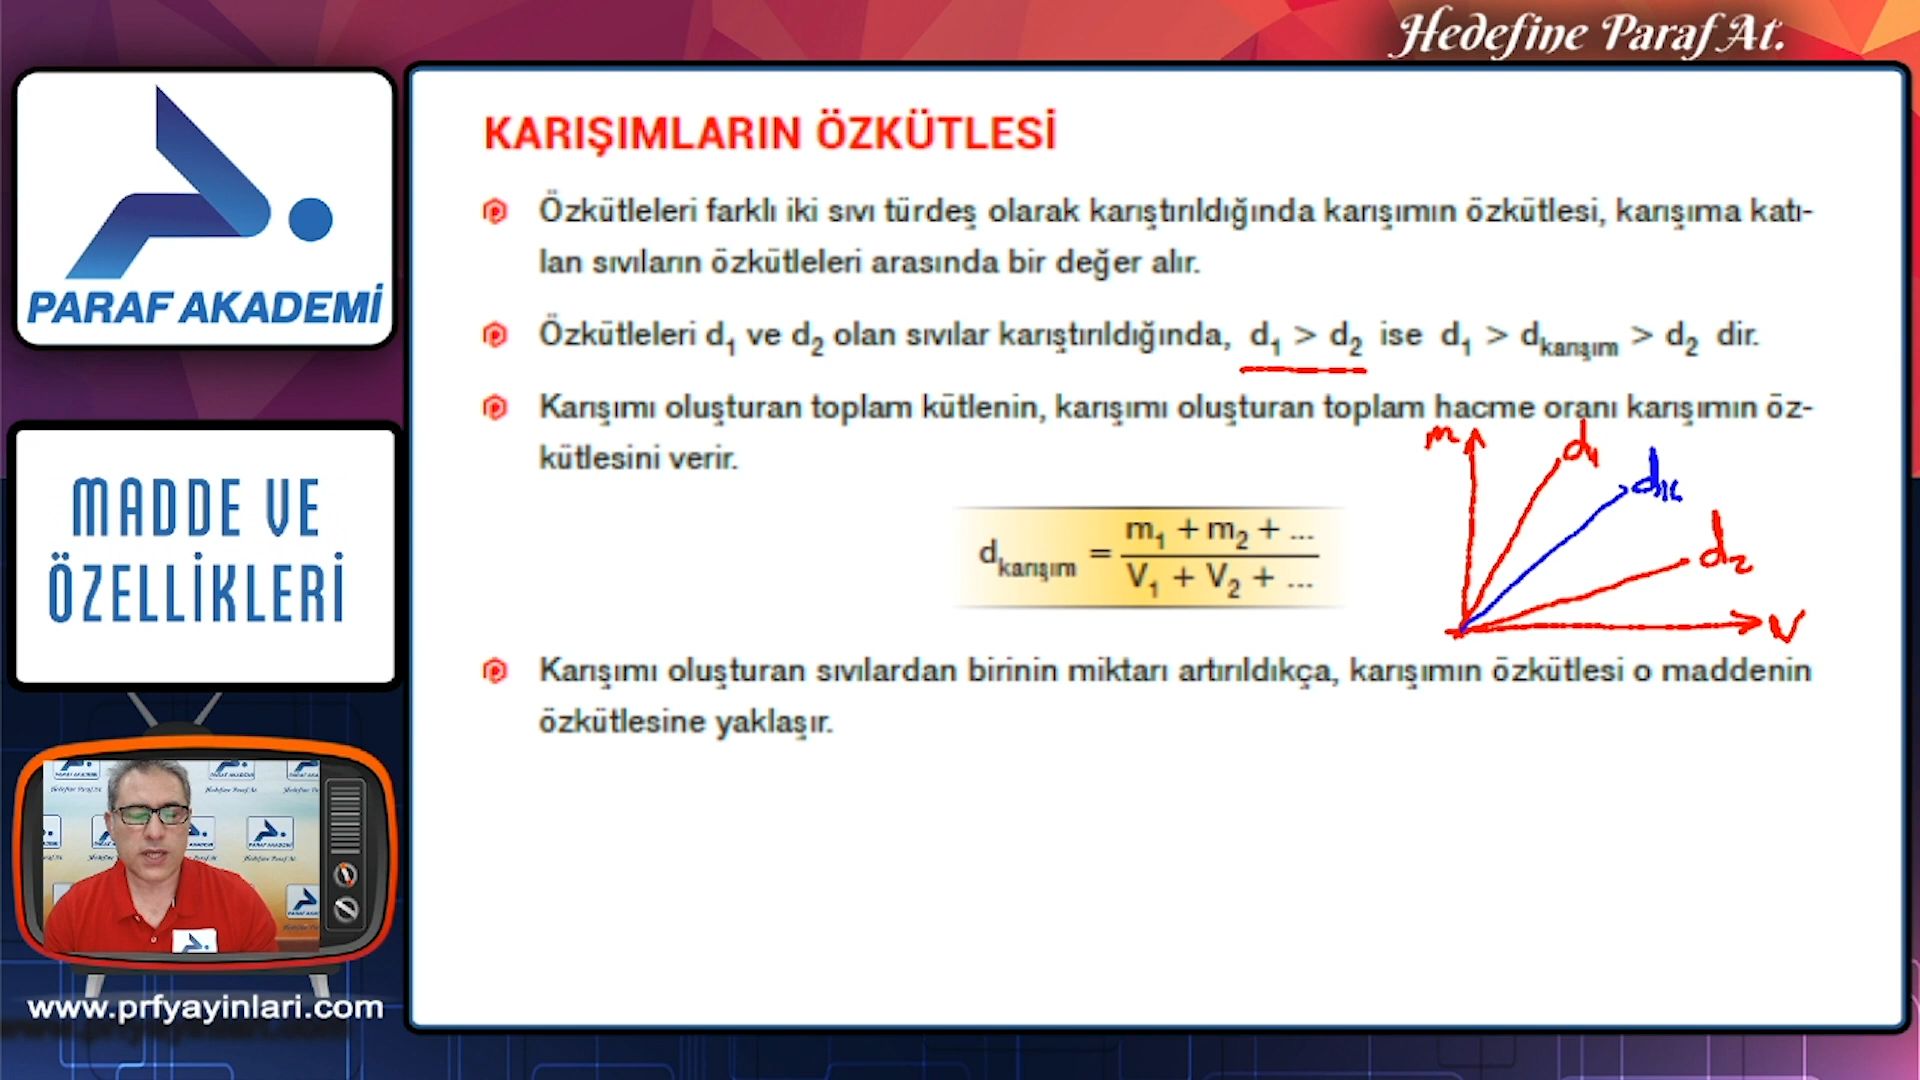 Hedefine Paraf At.
PARAF AKADEMİ
MADDE VE
ÖZELLİKLERİ
www.prfyayinlari.com
KARIŞIMLARIN ÖZKÜTLESİ
Özkütleleri farklı iki sıvı türdeş olarak karıştırıldığında karışımın özkütlesi, karışıma katı-
lan sıvıların özkütleleri arasında bir değer alır.
Özkütleleri d₁ ve d₂ olan sıvılar karıştırıldığında, d₁ > d₂ ise d₁ > dkarışım > d₂ dir.
Karışımı oluşturan toplam kütlenin, karışımı oluşturan toplam hacme oranı karışımın öz-
kütlesini verir.
dkarışım = m₁ + m₂ + ...
V₁ + V₂ + ...
m
d₁
dk
d₂
V
Karışımı oluşturan sıvılardan birinin miktarı artırıldıkça, karışımın özkütlesi o maddenin
özkütlesine yaklaşır.